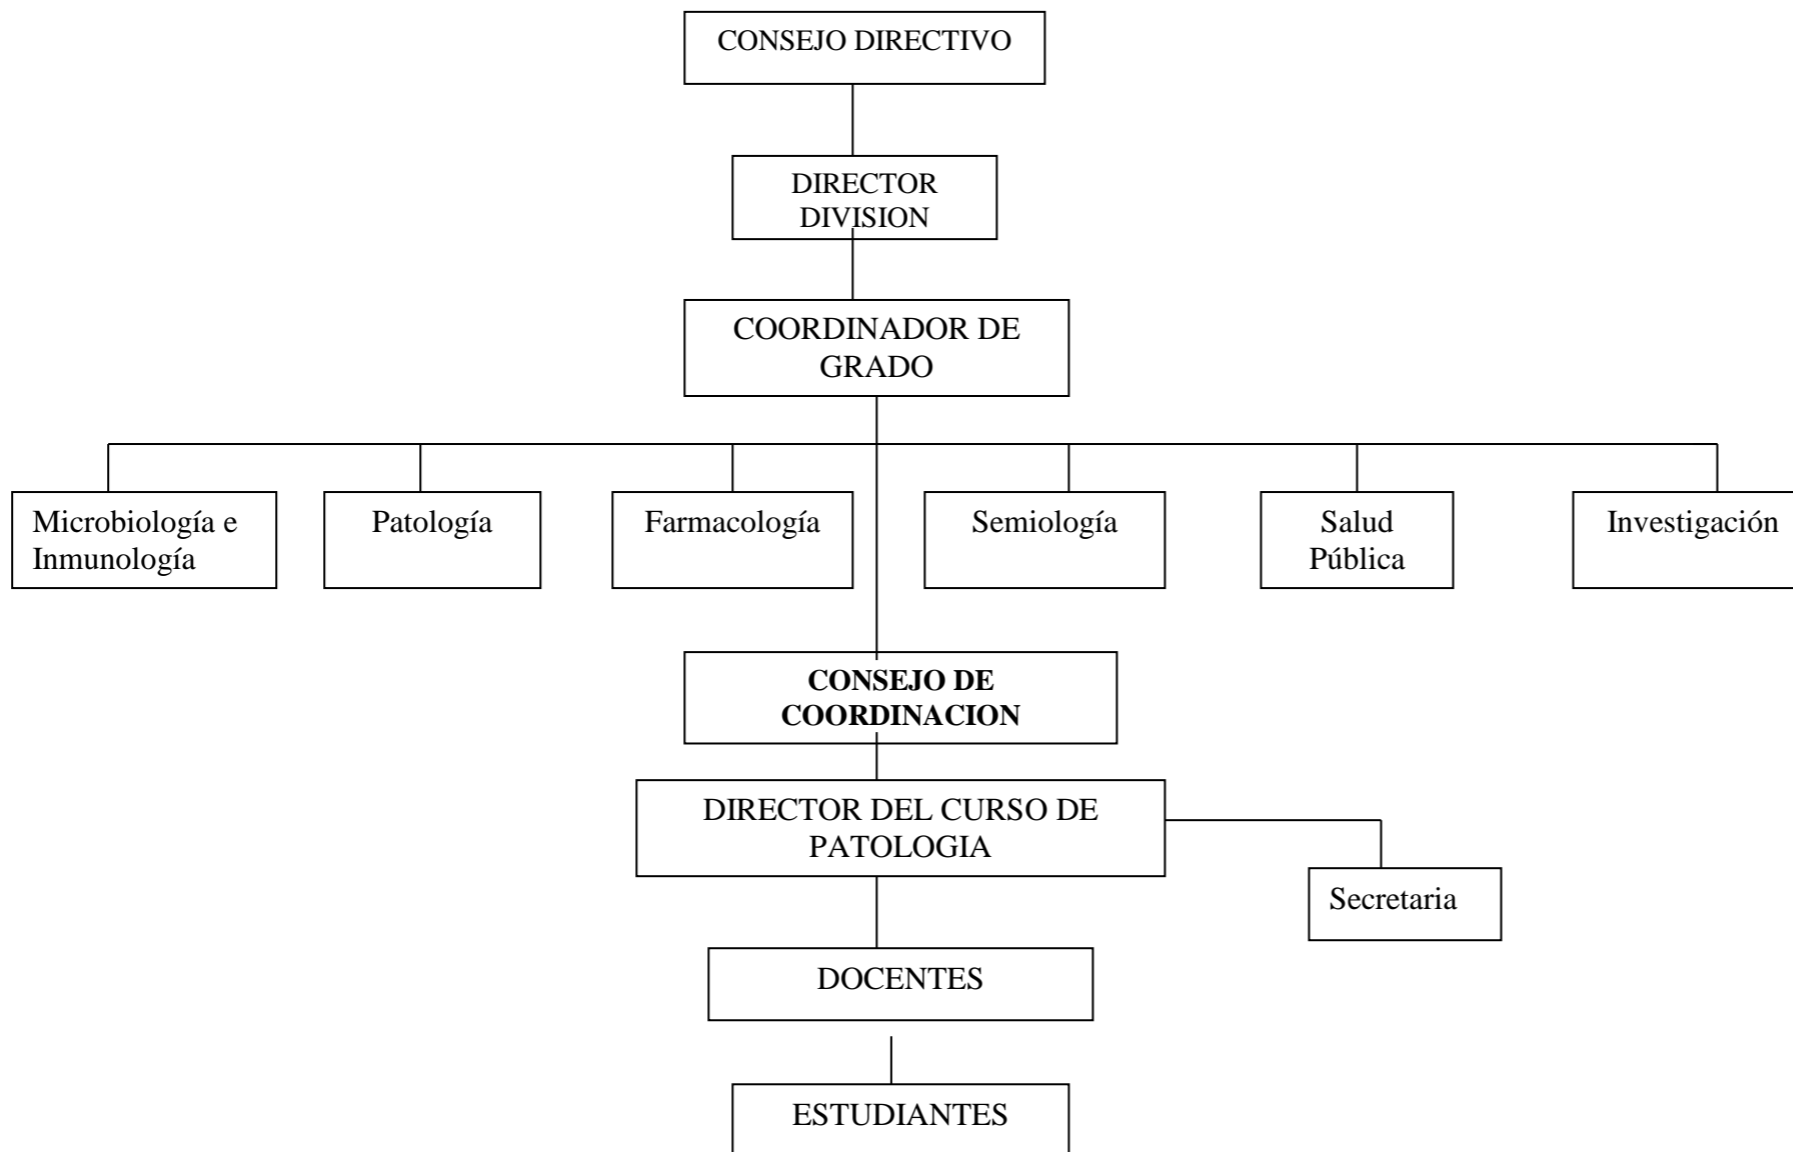 CONSEJO DIRECTIVO
DIRECTOR
DIVISION
COORDINADOR DE
GRADO
Microbiología e
Inmunología
Patología
Farmacología
Semiología
Salud
Pública
Investigación
CONSEJO DE
COORDINACION
DIRECTOR DEL CURSO DE
PATOLOGIA
Secretaria
DOCENTES
ESTUDIANTES